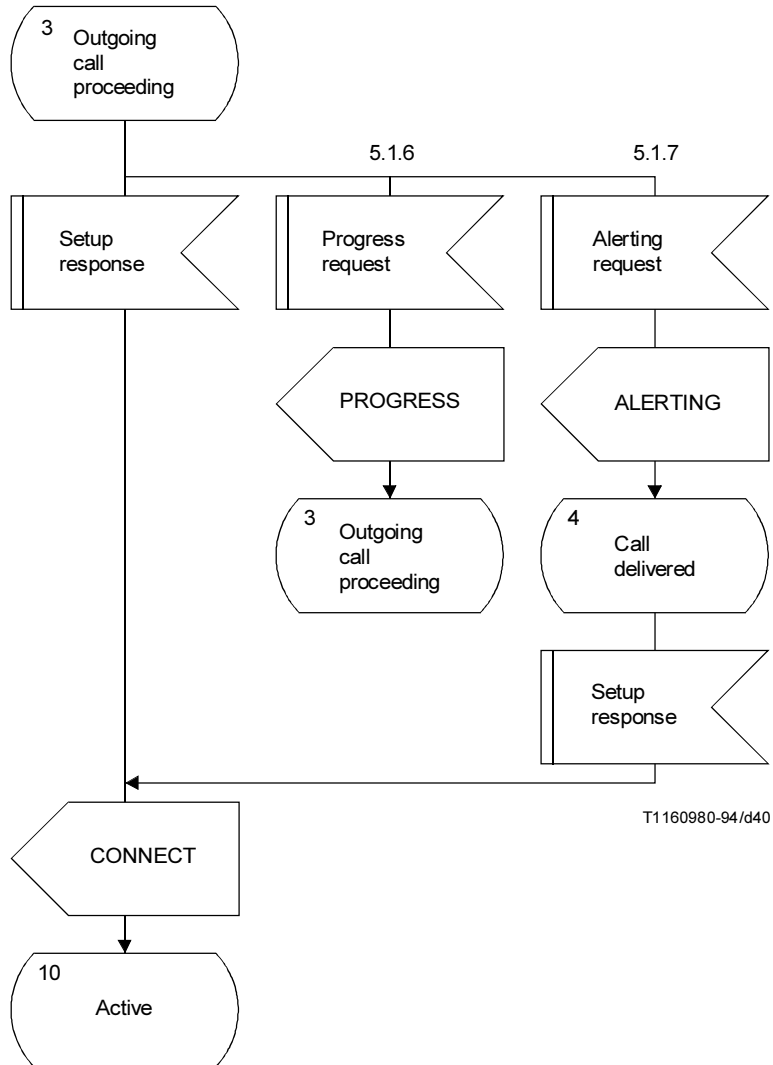 3
Outgoing
call
proceeding
5.1.6
5.1.7
Setup
response
Progress
request
Alerting
request
PROGRESS
ALERTING
3
Outgoing
call
proceeding
4
Call
delivered
Setup
response
T1160980-94/d40
CONNECT
10
Active